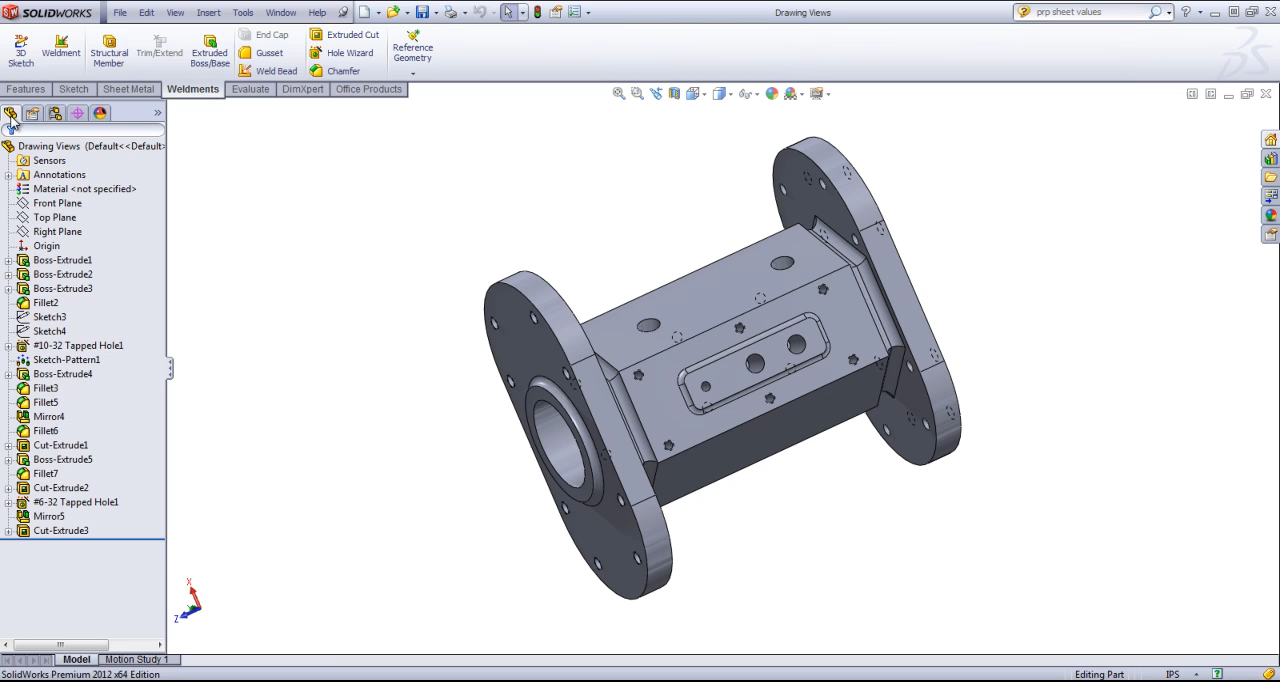 SOLIDWORKS File Edit View Insert Tools Window Help Drawing Views prp sheet values
3D Sketch Weldment Structural Member Trim/Extend Extruded Boss/Base
End Cap Extruded Cut
Gusset Hole Wizard
Weld Bead Chamfer
Reference Geometry
Features Sketch Sheet Metal Weldments Evaluate DimXpert Office Products
Drawing Views (Default<<Default>
Sensors
Annotations
Material <not specified>
Front Plane
Top Plane
Right Plane
Origin
Boss-Extrude1
Boss-Extrude2
Boss-Extrude3
Fillet2
Sketch3
Sketch4
#10-32 Tapped Hole1
Sketch-Pattern1
Boss-Extrude4
Fillet3
Fillet5
Mirror4
Fillet6
Cut-Extrude1
Boss-Extrude5
Fillet7
Cut-Extrude2
#6-32 Tapped Hole1
Mirror5
Cut-Extrude3
X
Z
Model Motion Study 1
SolidWorks Premium 2012 x64 Edition Editing Part IPS